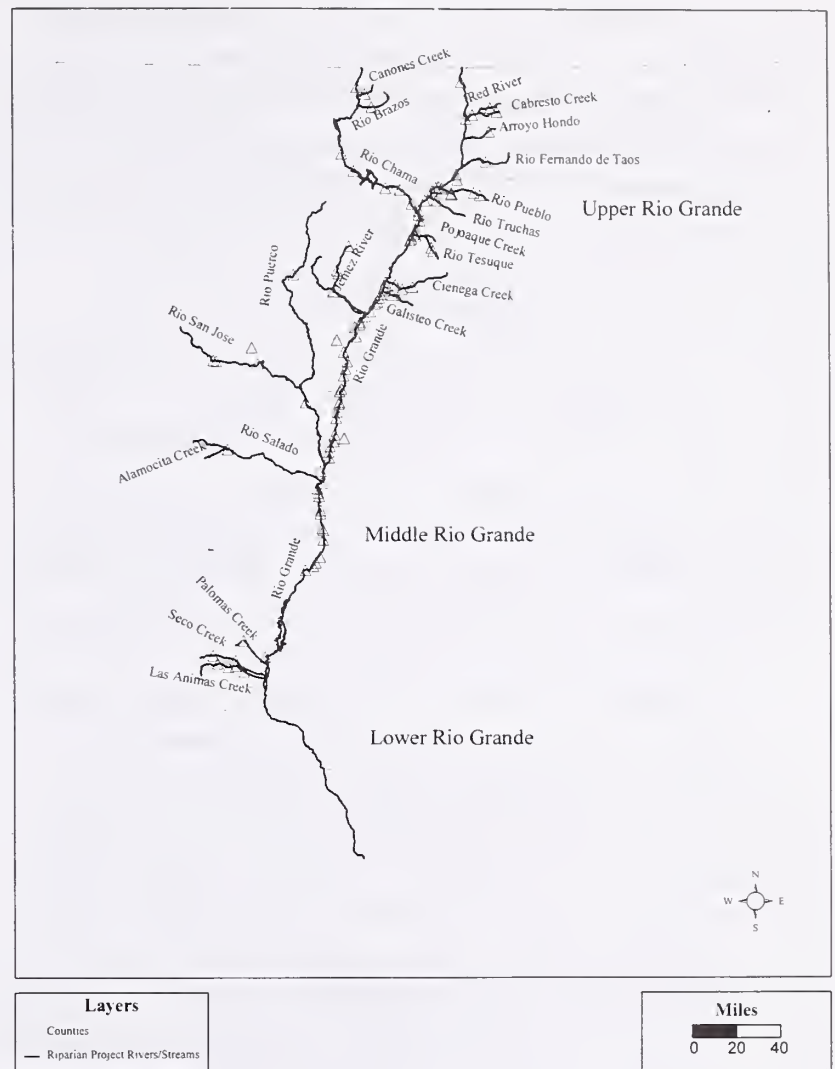 Canones Creek
Red River
Cabresto Creek
Rio Brazos
Arroyo Hondo
Rio Chama
Rio Fernando de Taos
Rio Pueblo
Upper Rio Grande
Rio Truchas
Pojoaque Creek
Rio Tesuque
Rio Puerco
Jemez River
Cienega Creek
Galisteo Creek
Rio San Jose
Rio Grande
Rio Salado
Alamocita Creek
Middle Rio Grande
Rio Grande
Palomas Creek
Seco Creek
Las Animas Creek
Lower Rio Grande
N
W E
S
Layers
Counties
Riparian Project Rivers/Streams
Miles
0 20 40